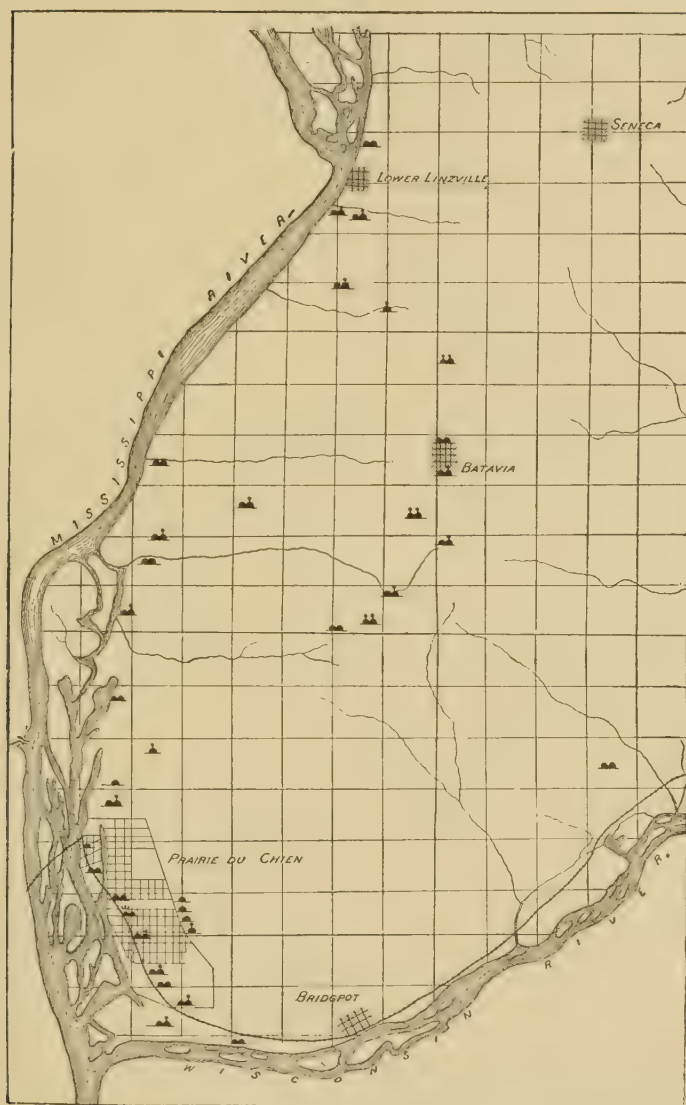 SENECA
LOWER LINZVILLE
MISSISSIPPI RIVER
BATAVIA
PRAIRIE DU CHIEN
BRIDGPOT
WISCONSIN RIVER.